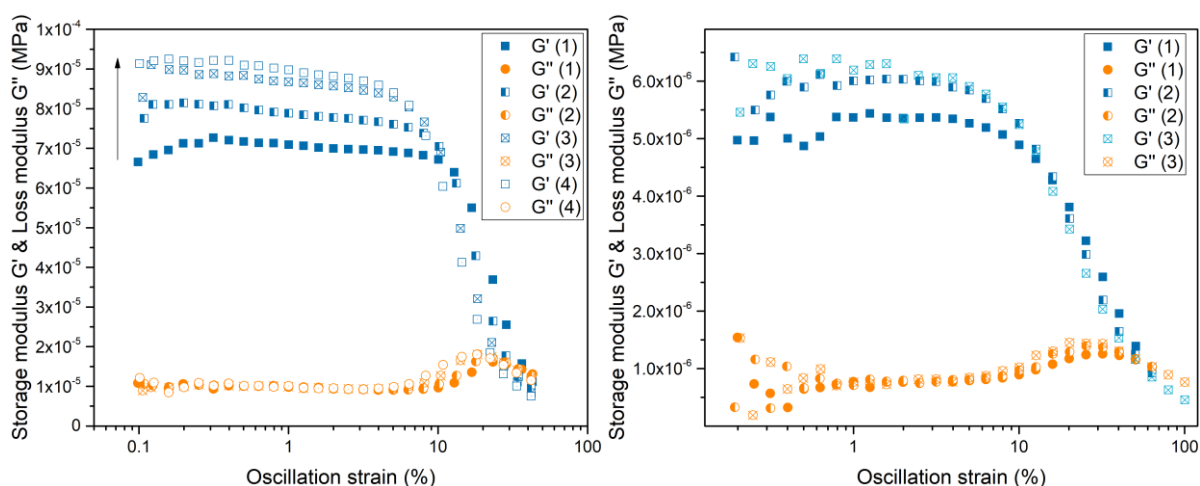 Storage modulus G' & Loss modulus G'' (MPa)
1x10⁻⁴
9x10⁻⁵
8x10⁻⁵
7x10⁻⁵
6x10⁻⁵
5x10⁻⁵
4x10⁻⁵
3x10⁻⁵
2x10⁻⁵
1x10⁻⁵
0
0.1
1
10
100
Oscillation strain (%)
G' (1)
G'' (1)
G' (2)
G'' (2)
G' (3)
G'' (3)
G' (4)
G'' (4)
Storage modulus G' & Loss modulus G'' (MPa)
6.0x10⁻⁶
5.0x10⁻⁶
4.0x10⁻⁶
3.0x10⁻⁶
2.0x10⁻⁶
1.0x10⁻⁶
1
10
100
Oscillation strain (%)
G' (1)
G'' (1)
G' (2)
G'' (2)
G' (3)
G'' (3)